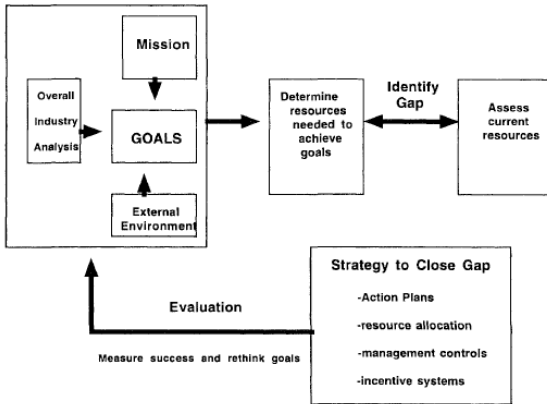 Mission
Overall
Industry
Analysis
GOALS
External
Environment
Determine
resources
needed to
achieve
goals
Identify
Gap
Assess
current
resources
Strategy to Close Gap
-Action Plans
-resource allocation
-management controls
-incentive systems
Evaluation
Measure success and rethink goals